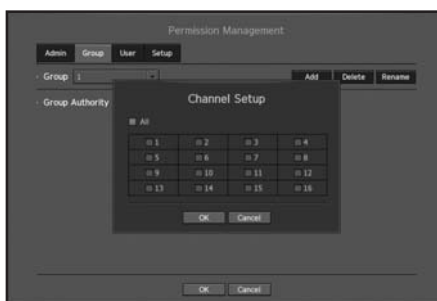 Permission Management
Admin Group User Setup
· Group 1 Add Delete Rename
· Group Authority
Channel Setup
All
1 2 3 4
5 6 7 8
9 10 11 12
13 14 15 16
OK Cancel
OK Cancel